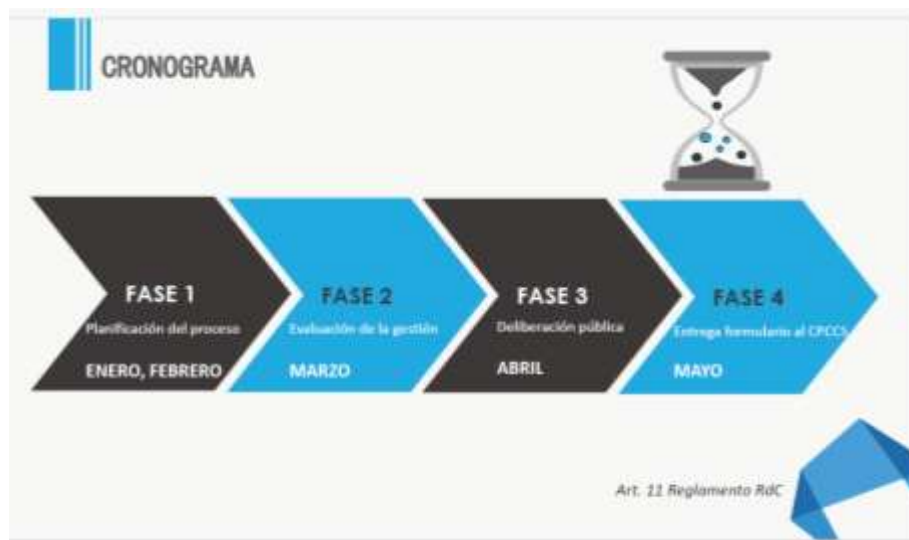 CRONOGRAMA
FASE 1
Planificación del proceso
ENERO, FEBRERO
FASE 2
Evaluación de la gestión
MARZO
FASE 3
Deliberación pública
ABRIL
FASE 4
Entrega formulario al CPCCS
MAYO
Art. 11 Reglamento RdC